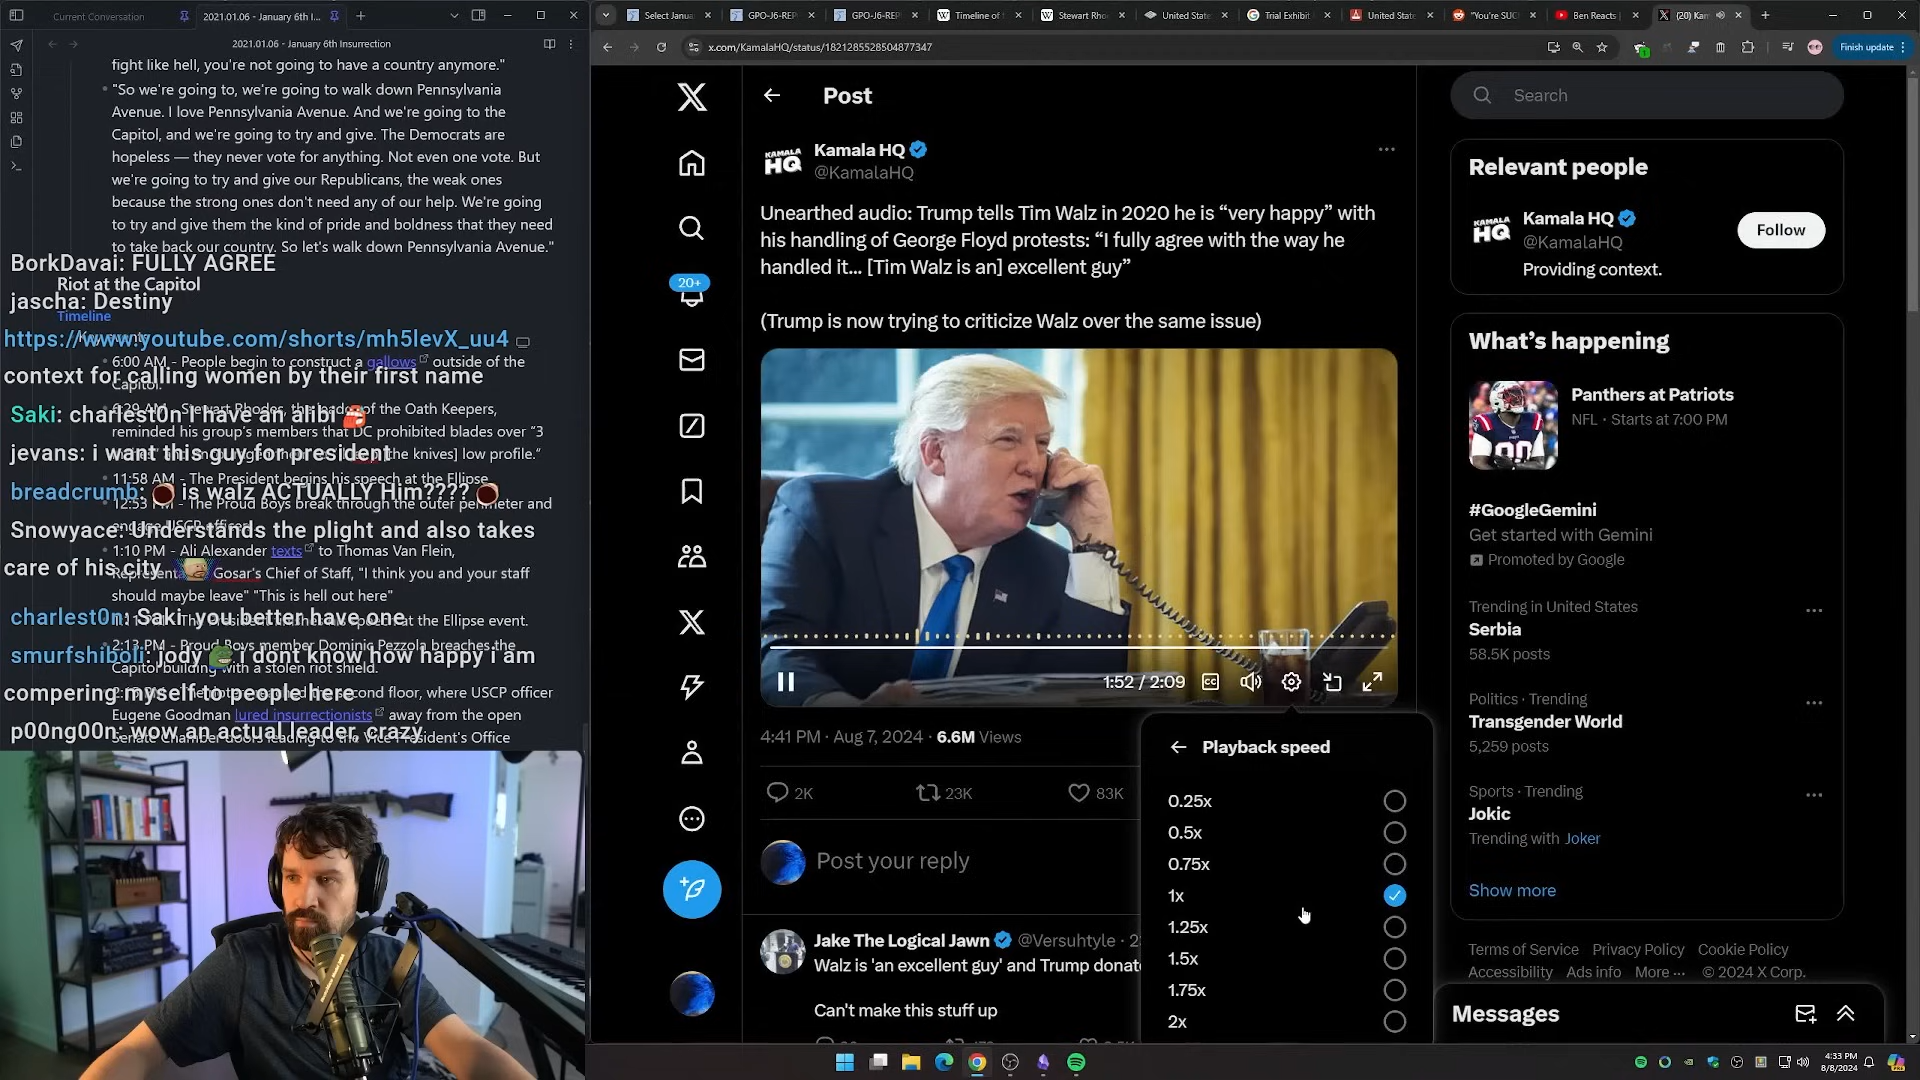 Current Conversation
2021.01.06 - January 6th I...
2021.01.06 - January 6th Insurrection
fight like hell, you're not going to have a country anymore."
"So we're going to, we're going to walk down Pennsylvania
Avenue. I love Pennsylvania Avenue. And we're going to the
Capitol, and we're going to try and give. The Democrats are
hopeless — they never vote for anything. Not even one vote. But
we're going to try and give our Republicans, the weak ones
because the strong ones don't need any of our help. We're going
to try and give them the kind of pride and boldness that they need
to take back our country. So let's walk down Pennsylvania Avenue."
BorkDavai: FULLY AGREE
Riot at the Capitol
jascha: Destiny
Timeline
https://www.youtube.com/shorts/mh5levX_uu4
6:00 AM - People begin to construct a gallows outside of the
Capitol.
context for calling women by their first name
6:29 AM - Stewart Rhodes, the leader of the Oath Keepers,
Saki: charlest0n I have an alibi
reminded his group's members that DC prohibited blades over "3
jevans: i want this guy for president
the knives] low profile."
11:58 AM - The President begins his speech at the Ellipse
breadcrumb: is walz ACTUALLY Him????
12:53 PM - The Proud Boys break through the outer perimeter and
Snowyace: Understands the plight and also takes
1:10 PM - Ali Alexander texts to Thomas Van Flein,
care of his city
Gosar's Chief of Staff, "I think you and your staff
should maybe leave" "This is hell out here"
charlest0n: Saki you better have one
at the Ellipse event.
2:13 PM - Proud Boys member Dominic Pezzola breaches the
smurfshiboli: jody i dont know how happy i am
Capitol building with a stolen riot shield.
compering myself to people here
second floor, where USCP officer
Eugene Goodman lured insurrectionists away from the open
p00ng00n: wow an actual leader, crazy
Senate Chamber doors leading to the Vice President's Office
Select Janua
GPO-J6-REP
GPO-J6-REP
Timeline of
Stewart Rho
United State
Trial Exhibit
United State
"You're SUC
Ben Reacts |
(20) Kam
x.com/KamalaHQ/status/1821285528504877347
Finish update
Post
20+
KAMALA HQ
Kamala HQ
@KamalaHQ
Unearthed audio: Trump tells Tim Walz in 2020 he is “very happy” with
his handling of George Floyd protests: “I fully agree with the way he
handled it... [Tim Walz is an] excellent guy”
(Trump is now trying to criticize Walz over the same issue)
1:52 / 2:09
CC
4:41 PM · Aug 7, 2024 · 6.6M Views
2K
23K
83K
Post your reply
Jake The Logical Jawn @Versuhtyle · 2
Walz is 'an excellent guy' and Trump donat
Can't make this stuff up
Playback speed
0.25x
0.5x
0.75x
1x
1.25x
1.5x
1.75x
2x
Search
Relevant people
KAMALA HQ
Kamala HQ
@KamalaHQ
Providing context.
Follow
What’s happening
Panthers at Patriots
NFL · Starts at 7:00 PM
#GoogleGemini
Get started with Gemini
Promoted by Google
Trending in United States
Serbia
58.5K posts
Politics · Trending
Transgender World
5,259 posts
Sports · Trending
Jokic
Trending with Joker
Show more
Terms of Service Privacy Policy Cookie Policy
Accessibility Ads info More ··· © 2024 X Corp.
Messages
4:33 PM
8/8/2024